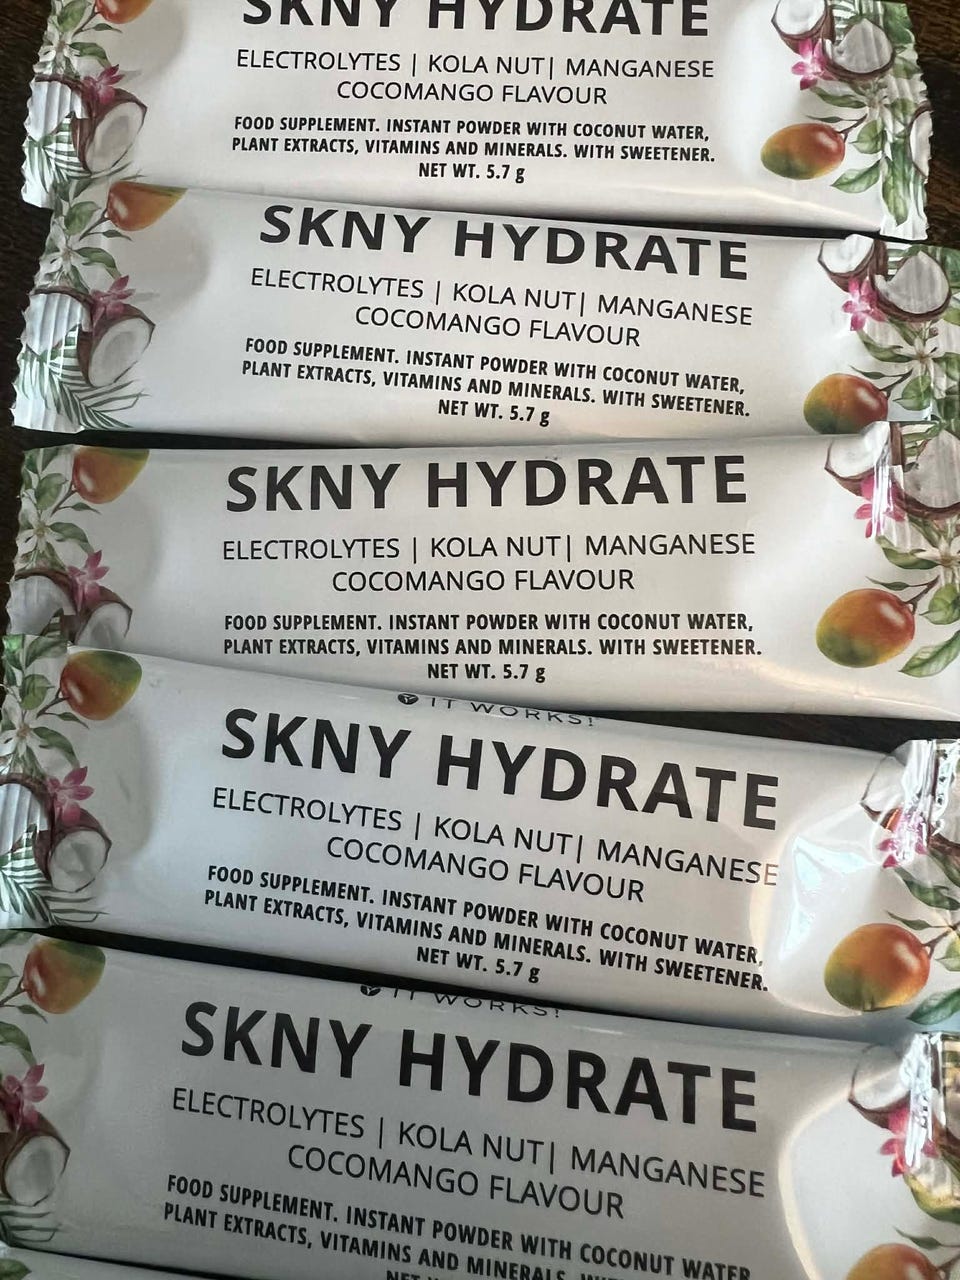 SKNY HYDRATE
ELECTROLYTES | KOLA NUT| MANGANESE
COCOMANGO FLAVOUR
FOOD SUPPLEMENT. INSTANT POWDER WITH COCONUT WATER,
PLANT EXTRACTS, VITAMINS AND MINERALS. WITH SWEETENER.
NET WT. 5.7 g
SKNY HYDRATE
ELECTROLYTES | KOLA NUT| MANGANESE
COCOMANGO FLAVOUR
FOOD SUPPLEMENT. INSTANT POWDER WITH COCONUT WATER,
PLANT EXTRACTS, VITAMINS AND MINERALS. WITH SWEETENER.
NET WT. 5.7 g
SKNY HYDRATE
ELECTROLYTES | KOLA NUT| MANGANESE
COCOMANGO FLAVOUR
FOOD SUPPLEMENT. INSTANT POWDER WITH COCONUT WATER,
PLANT EXTRACTS, VITAMINS AND MINERALS. WITH SWEETENER.
NET WT. 5.7 g
IT WORKS!
SKNY HYDRATE
ELECTROLYTES | KOLA NUT| MANGANESE
COCOMANGO FLAVOUR
FOOD SUPPLEMENT. INSTANT POWDER WITH COCONUT WATER,
PLANT EXTRACTS, VITAMINS AND MINERALS. WITH SWEETENER.
NET WT. 5.7 g
IT WORKS!
SKNY HYDRATE
ELECTROLYTES | KOLA NUT| MANGANESE
COCOMANGO FLAVOUR
FOOD SUPPLEMENT. INSTANT POWDER WITH COCONUT WATER
PLANT EXTRACTS, VITAMINS AND MINERALS.
NET